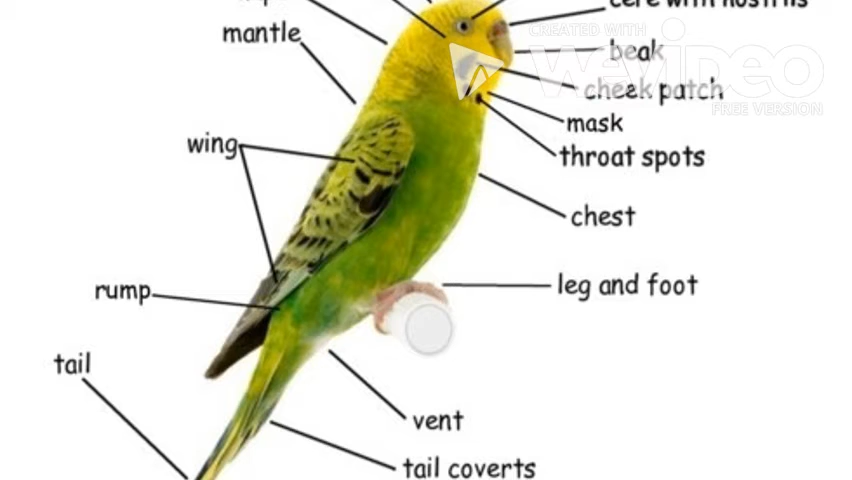 cere with nostrils
CREATED WITH
mantle
beak
wevideo
cheek patch
FREE VERSION
mask
wing
throat spots
chest
leg and foot
rump
tail
vent
tail coverts